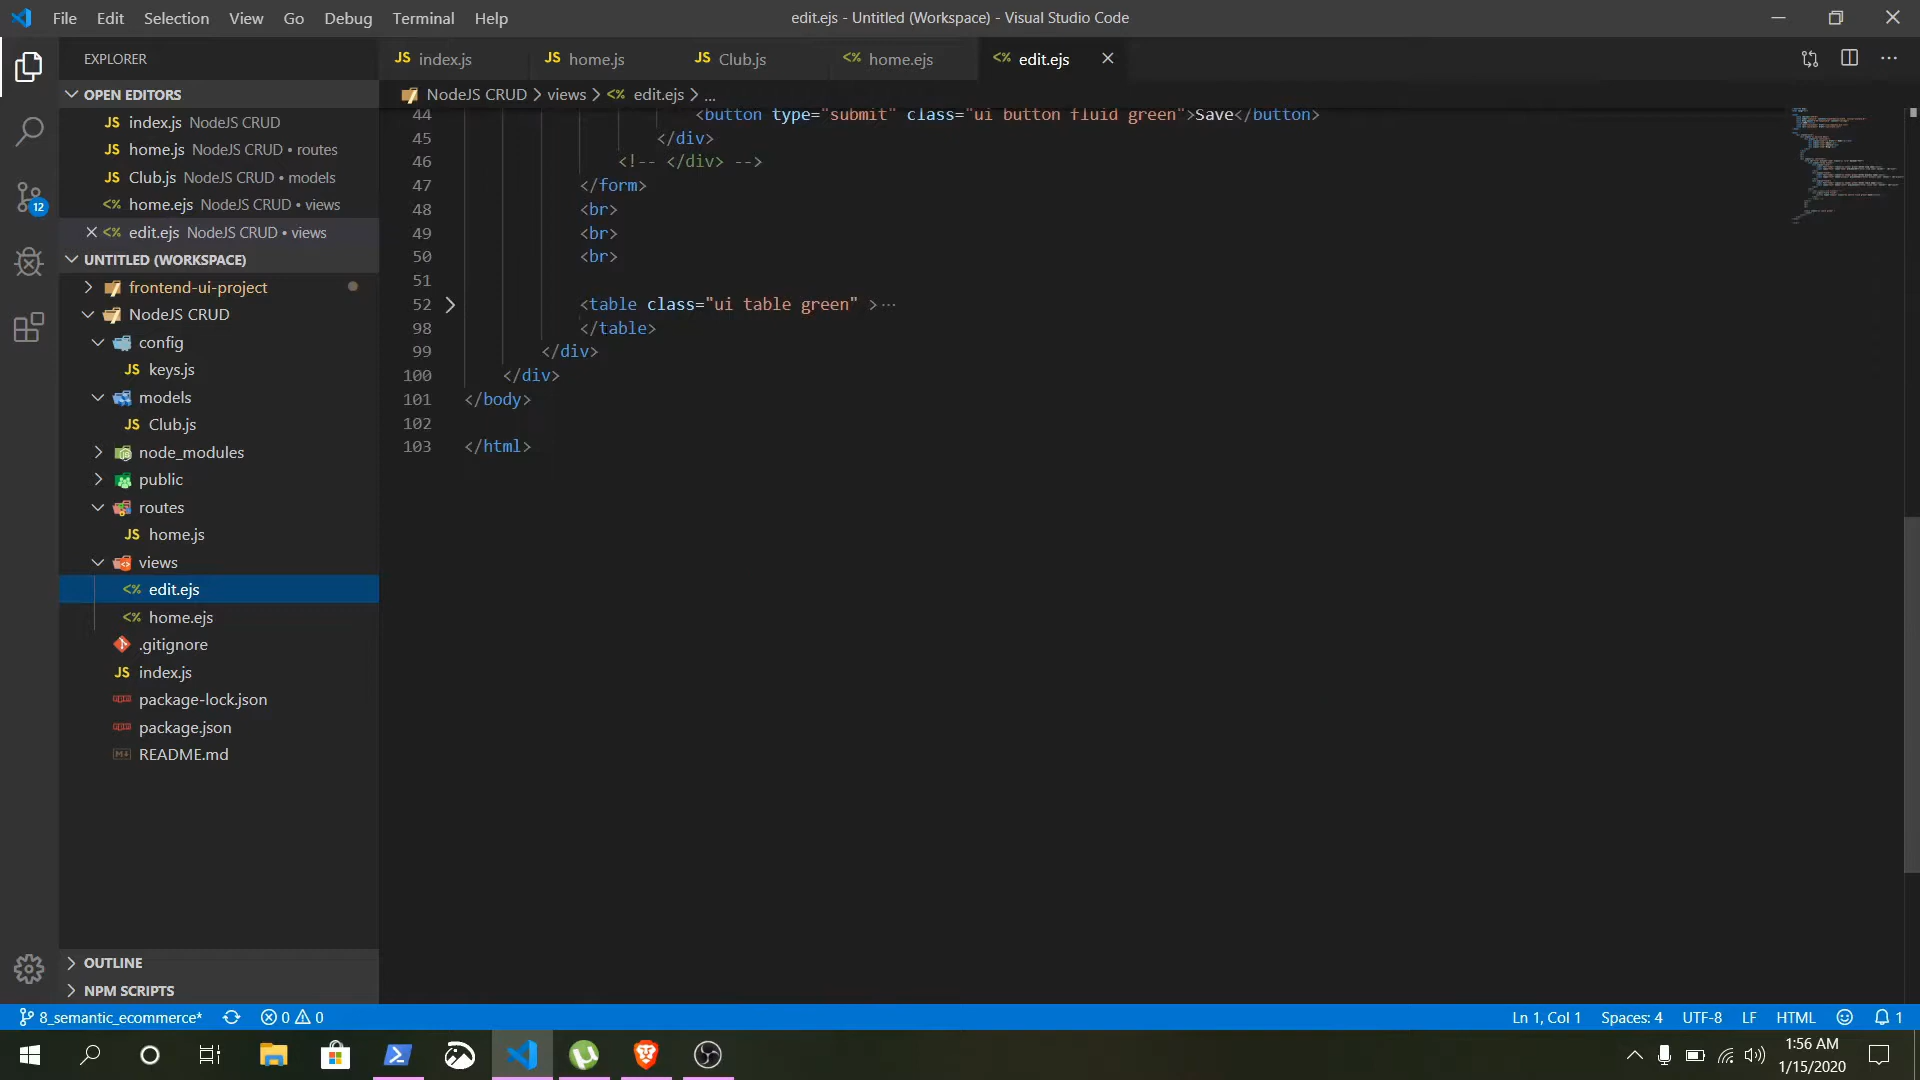 File Edit Selection View Go Debug Terminal Help
edit.ejs - Untitled (Workspace) - Visual Studio Code
EXPLORER
JS index.js
JS home.js
JS Club.js
<% home.ejs
<% edit.ejs
OPEN EDITORS
JS index.js NodeJS CRUD
JS home.js NodeJS CRUD • routes
JS Club.js NodeJS CRUD • models
<% home.ejs NodeJS CRUD • views
<% edit.ejs NodeJS CRUD • views
12
UNTITLED (WORKSPACE)
frontend-ui-project
NodeJS CRUD
config
JS keys.js
models
JS Club.js
node_modules
public
routes
JS home.js
views
<% edit.ejs
<% home.ejs
.gitignore
JS index.js
package-lock.json
package.json
README.md
OUTLINE
NPM SCRIPTS
NodeJS CRUD > views > <% edit.ejs > ...
44 <button type="submit" class="ui button fluid green">Save</button>
45 </div>
46 <!-- </div> -->
47 </form>
48 <br>
49 <br>
50 <br>
51
52 <table class="ui table green" >...
98 </table>
99 </div>
100 </div>
101 </body>
102
103 </html>
8_semantic_ecommerce* 0 0
Ln 1, Col 1 Spaces: 4 UTF-8 LF HTML 1
1:56 AM
1/15/2020